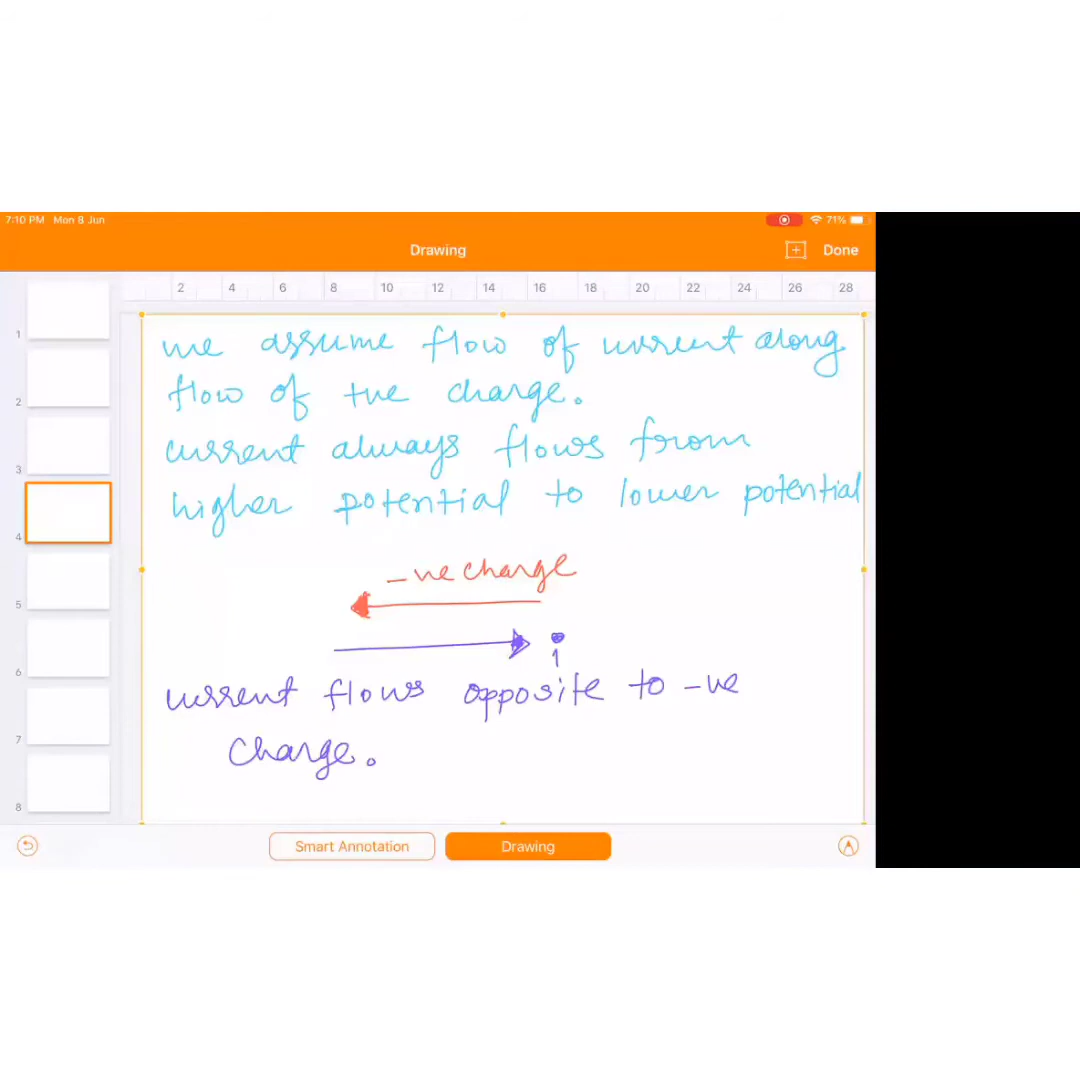 7:10 PM Mon 8 Jun
71%
Drawing
Done
2 4 6 8 10 12 14 16 18 20 22 24 26 28
1
2
3
4
5
6
7
8
we assume flow of current along
flow of +ve charge.
current always flows from
higher potential to lower potential
-ve charge
i
current flows opposite to -ve
charge.
Smart Annotation
Drawing